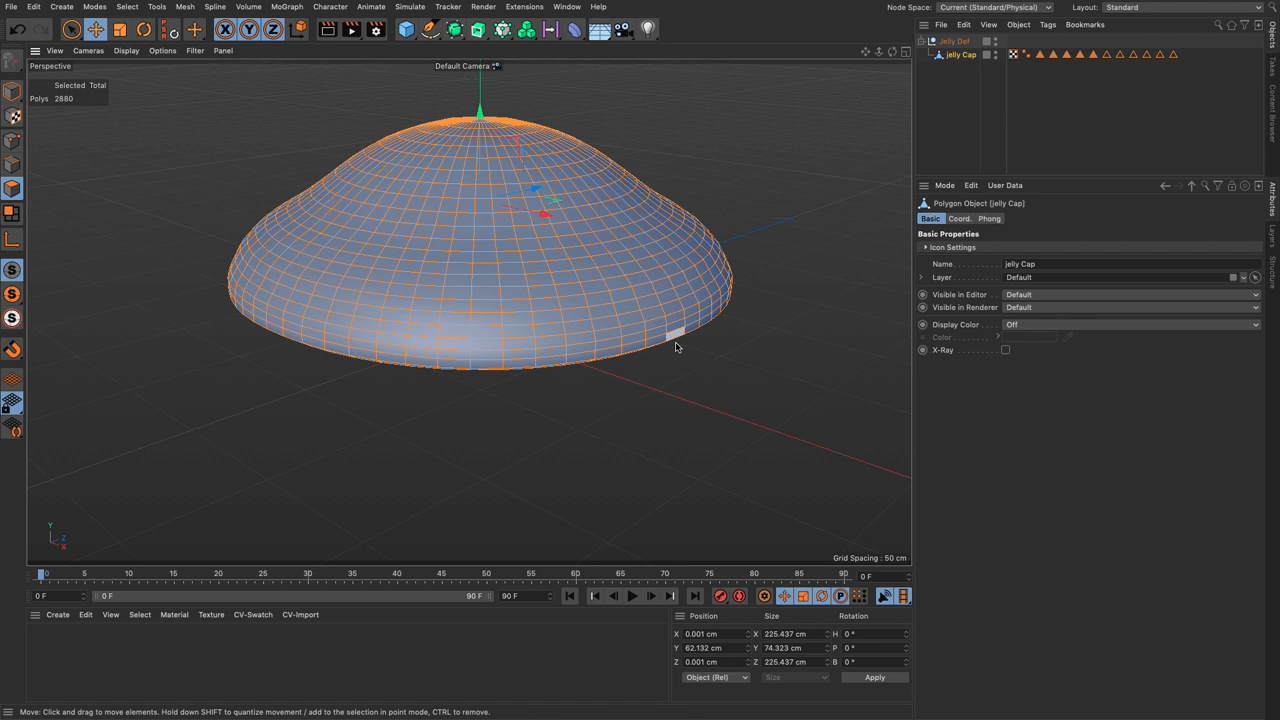 File Edit Create Modes Select Tools Mesh Spline Volume MoGraph Character Animate Simulate Tracker Render Extensions Window Help Node Space: Current (Standard/Physical) Layout: Standard
X Y Z
File Edit View Object Tags Bookmarks
Jelly Def
jelly Cap
View Cameras Display Options Filter Panel
Perspective
Default Camera
Selected Total
Polys 2880
Objects
Takes
Content Browser
Attributes
Layers
Structure
Mode Edit User Data
Polygon Object [jelly Cap]
Basic Coord. Phong
Basic Properties
Icon Settings
Name jelly Cap
Layer Default
Visible in Editor Default
Visible in Renderer Default
Display Color Off
Color
X-Ray
S
S
S
Y
Z
X
Grid Spacing : 50 cm
0 5 10 15 20 25 30 35 40 45 50 55 60 65 70 75 80 85 90 0 F
0 F 0 F 90 F 90 F
P
Create Edit View Select Material Texture CV-Swatch CV-Import
Position Size Rotation
X 0.001 cm X 225.437 cm H 0 °
Y 62.132 cm Y 74.323 cm P 0 °
Z 0.001 cm Z 225.437 cm B 0 °
Object (Rel) Size Apply
Move: Click and drag to move elements. Hold down SHIFT to quantize movement / add to the selection in point mode, CTRL to remove.